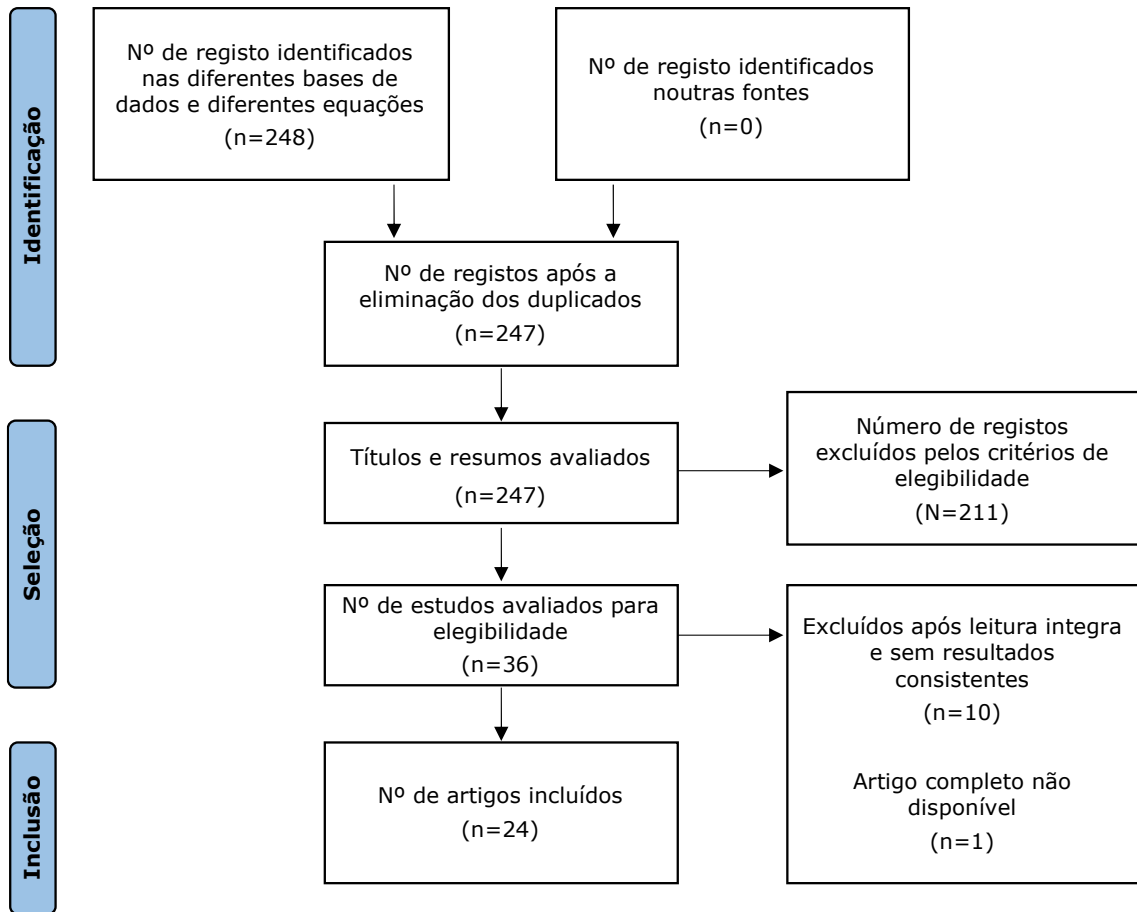 Identificação
Nº de registo identificados
nas diferentes bases de
dados e diferentes equações
(n=248)
Nº de registo identificados
noutras fontes
(n=0)
Nº de registos após a
eliminação dos duplicados
(n=247)
Seleção
Títulos e resumos avaliados
(n=247)
Número de registos
excluídos pelos critérios de
elegibilidade
(N=211)
Nº de estudos avaliados para
elegibilidade
(n=36)
Excluídos após leitura integra
e sem resultados
consistentes
(n=10)
Artigo completo não
disponível
(n=1)
Inclusão
Nº de artigos incluídos
(n=24)